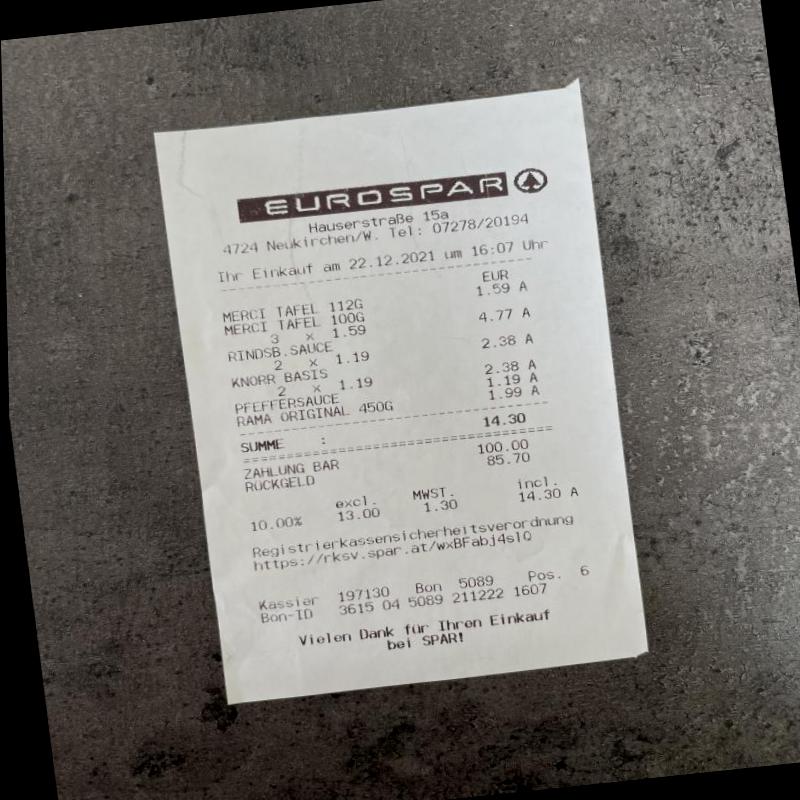 EUROSPAR
Hauserstraße 15a
4724 Neukirchen/W. Tel: 07278/20194
Ihr Einkauf am 22.12.2021 um 16:07 Uhr
EUR
MERCI TAFEL 112G 1.59 A
MERCI TAFEL 100G
3 x 1.59 4.77 A
RINDSB.SAUCE
2 x 1.19 2.38 A
KNORR BASIS
2 x 1.19 2.38 A
PFEFFERSAUCE 1.19 A
RAMA ORIGINAL 450G 1.99 A
SUMME : 14.30
ZAHLUNG BAR 100.00
RÜCKGELD 85.70
excl. MWST. incl.
10.00% 13.00 1.30 14.30 A
Registrierkassensicherheitsverordnung
https://rksv.spar.at/wxBFabj4slQ
Kassier 197130 Bon 5089 Pos. 6
Bon-ID 3615 04 5089 211222 1607
Vielen Dank für Ihren Einkauf
bei SPAR!